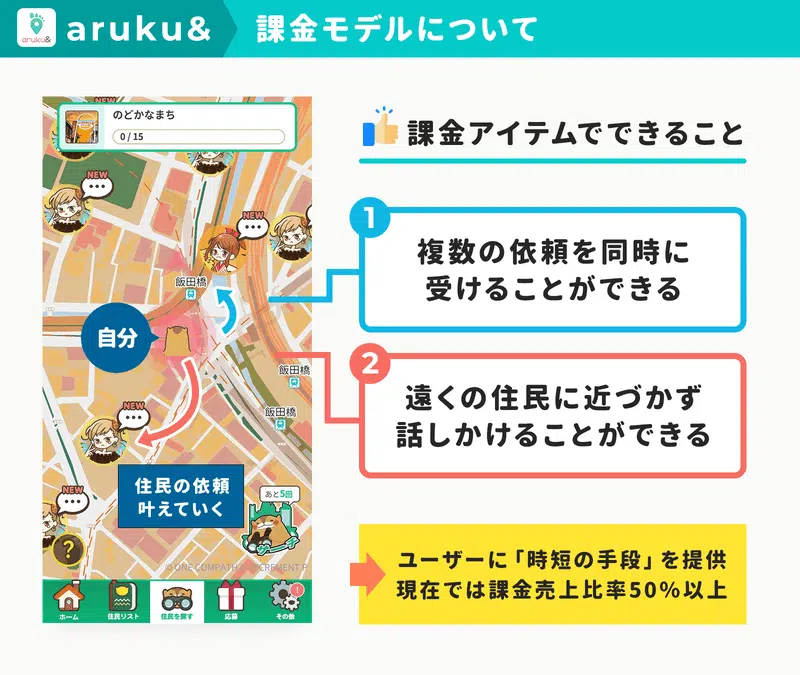 aruku&
aruku& 課金モデルについて
NEW
のどかなまち
0 / 15
NEW
NEW
飯田橋
自分
飯田橋
飯田橋
NEW
住民の依頼
叶えていく
NEW
あと5回
サーチ
?
© ONE COMPATH © INCREMENT P
ホーム
住民リスト
住民を探す
応募
その他
!
課金アイテムでできること
1
複数の依頼を同時に
受けることができる
2
遠くの住民に近づかず
話しかけることができる
ユーザーに「時短の手段」を提供
現在では課金売上比率50%以上